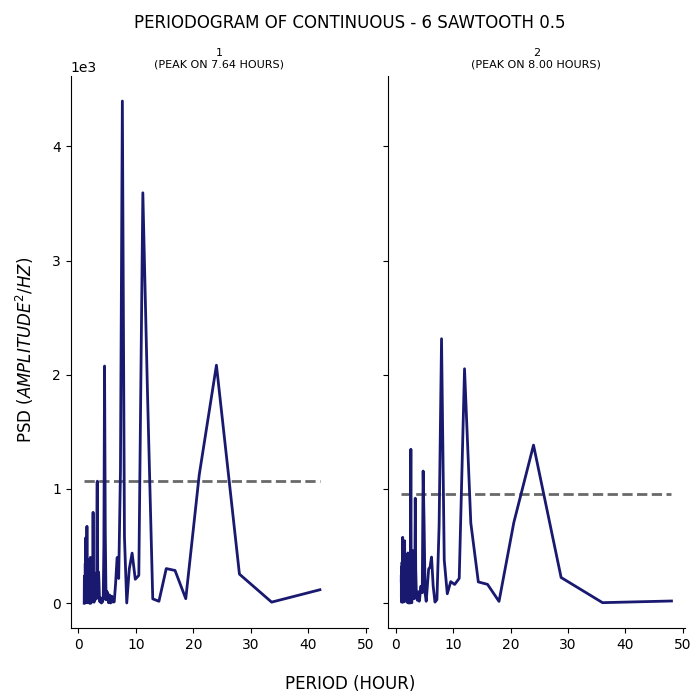 PERIODOGRAM OF CONTINUOUS - 6 SAWTOOTH 0.5
1
(PEAK ON 7.64 HOURS)
2
(PEAK ON 8.00 HOURS)
1e3
4
3
2
1
0
PSD (AMPLITUDE²/HZ)
0 10 20 30 40 50
0 10 20 30 40 50
PERIOD (HOUR)